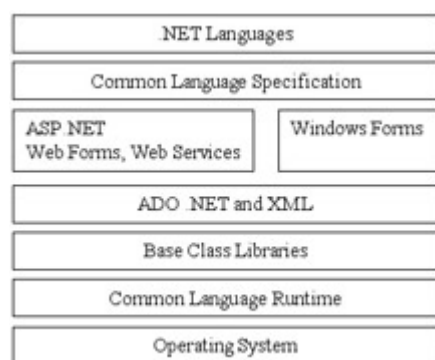 .NET Languages
Common Language Specification
ASP.NET
Web Forms, Web Services
Windows Forms
ADO .NET and XML
Base Class Libraries
Common Language Runtime
Operating System